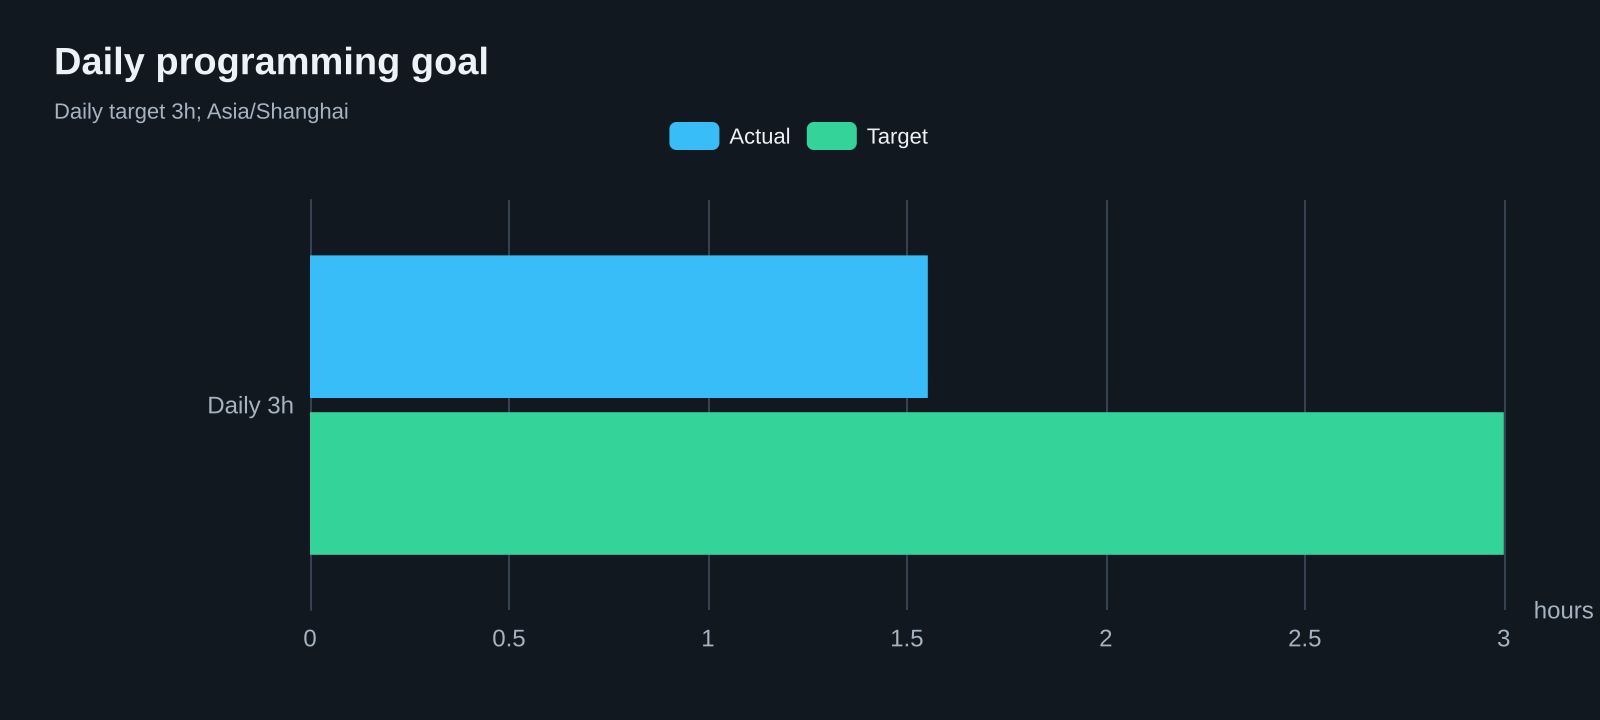 Daily programming goal
Daily target 3h; Asia/Shanghai
Actual Target
Daily 3h
hours
0 0.5 1 1.5 2 2.5 3